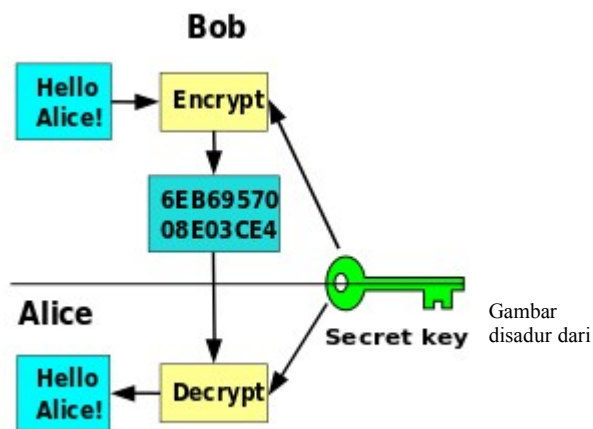 Bob
Hello
Alice!
Encrypt
6EB69570
08E03CE4
Alice
Secret key
Gambar
disadur dari
Hello
Alice!
Decrypt